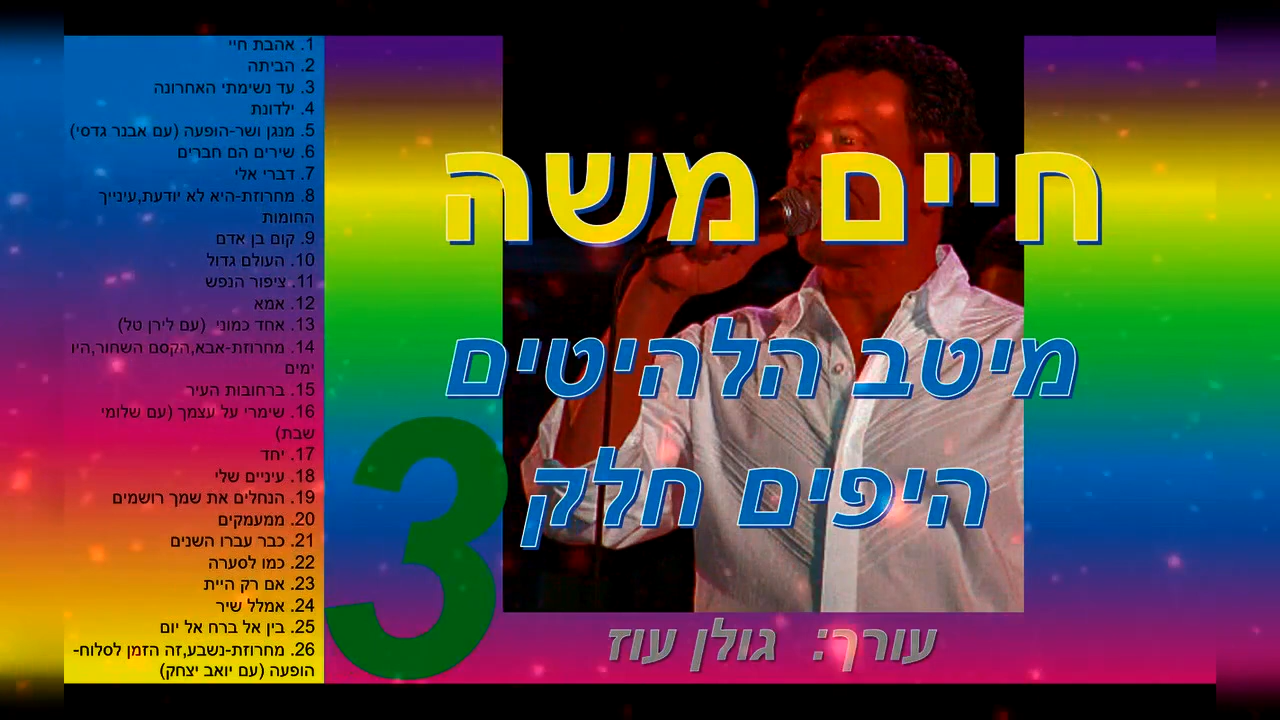 חיים משה
מיטב הלהיטים
היפים חלק
3
עורך: גולן עוז
1. אהבת חיי
2. הביתה
3. עד נשימתי האחרונה
4. ילדונת
5. מנגן ושר-הופעה (עם אבנר גדסי)
6. שירים הם חברים
7. דברי אלי
8. מחרוזת-היא לא יודעת,עינייך
החומות
9. קום בן אדם
10. העולם גדול
11. ציפור הנפש
12. אמא
13. אחד כמוני (עם לירן טל)
14. מחרוזת-אבא,הקסם השחור,היו
ימים
15. ברחובות העיר
16. שימרי על עצמך (עם שלומי
שבת)
17. יחד
18. עיניים שלי
19. הנחלים את שמך רושמים
20. ממעמקים
21. כבר עברו השנים
22. כמו לסערה
23. אם רק היית
24. אמלל שיר
25. בין אל ברח אל יום
26. מחרוזת-נשבע,זה הזמן לסלוח-
הופעה (עם יואב יצחק)